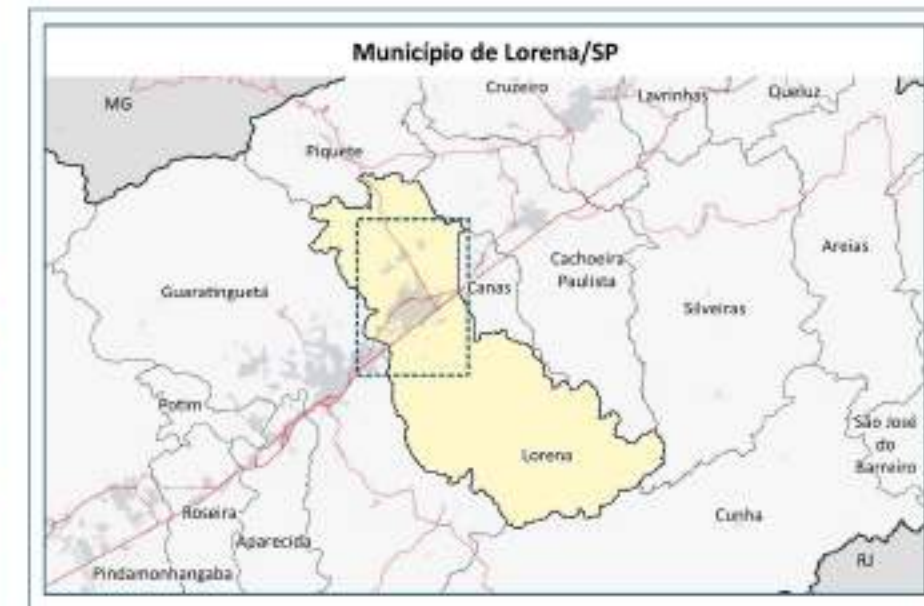 Município de Lorena/SP
Cruzeiro
Queluz
MG
Lavrinhas
Piquete
Areias
Cachoeira
Paulista
Guaratinguetá
Canas
Silveiras
Potim
São José
do
Barreiro
Lorena
Roseira
Cunha
Aparecida
RJ
Pindamonhangaba